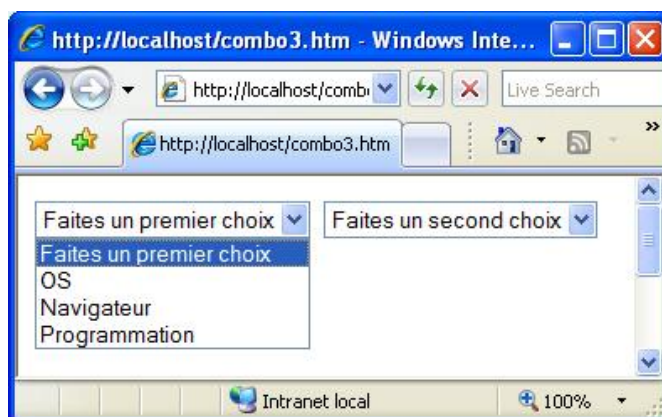 http://localhost/combo3.htm - Windows Inte...
http://localhost/comb
Live Search
http://localhost/combo3.htm
»
Faites un premier choix
Faites un second choix
Faites un premier choix
OS
Navigateur
Programmation
Intranet local
100%